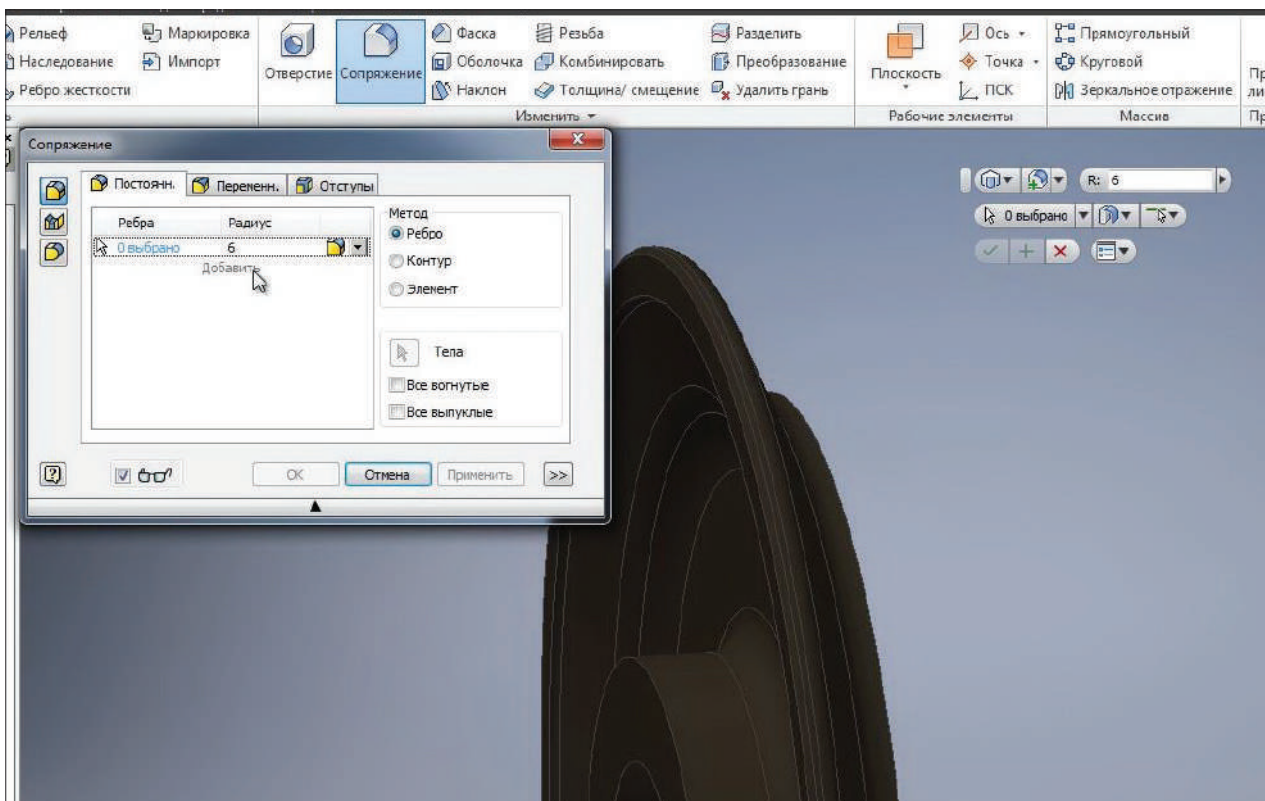 Рельеф Маркировка Фаска Резьба Разделить Ось Прямоугольный
Наследование Импорт Отверстие Сопряжение Оболочка Комбинировать Преобразование Плоскость Точка Круговой
Ребро жесткости Наклон Толщина/ смещение Удалить грань ПСК Зеркальное отражение
Изменить Рабочие элементы Массив
Сопряжение
Постоянн. Переменн. Отступы
Ребра Радиус
0 выбрано 6
Добавить
Метод
Ребро
Контур
Элемент
Тела
Все вогнутые
Все выпуклые
OK Отмена Применить >>
R: 6
0 выбрано